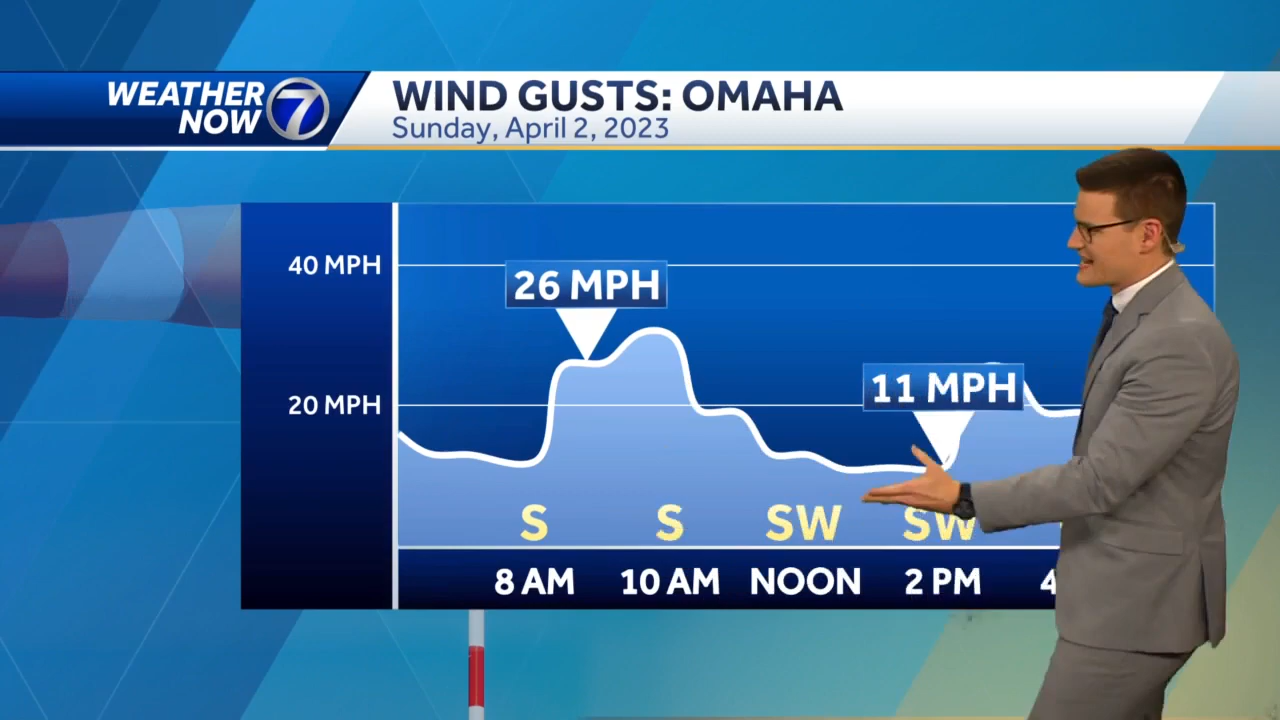 WEATHER
NOW 7
WIND GUSTS: OMAHA
Sunday, April 2, 2023
40 MPH
26 MPH
11 MPH
20 MPH
S S SW SW
8 AM 10 AM NOON 2 PM 4